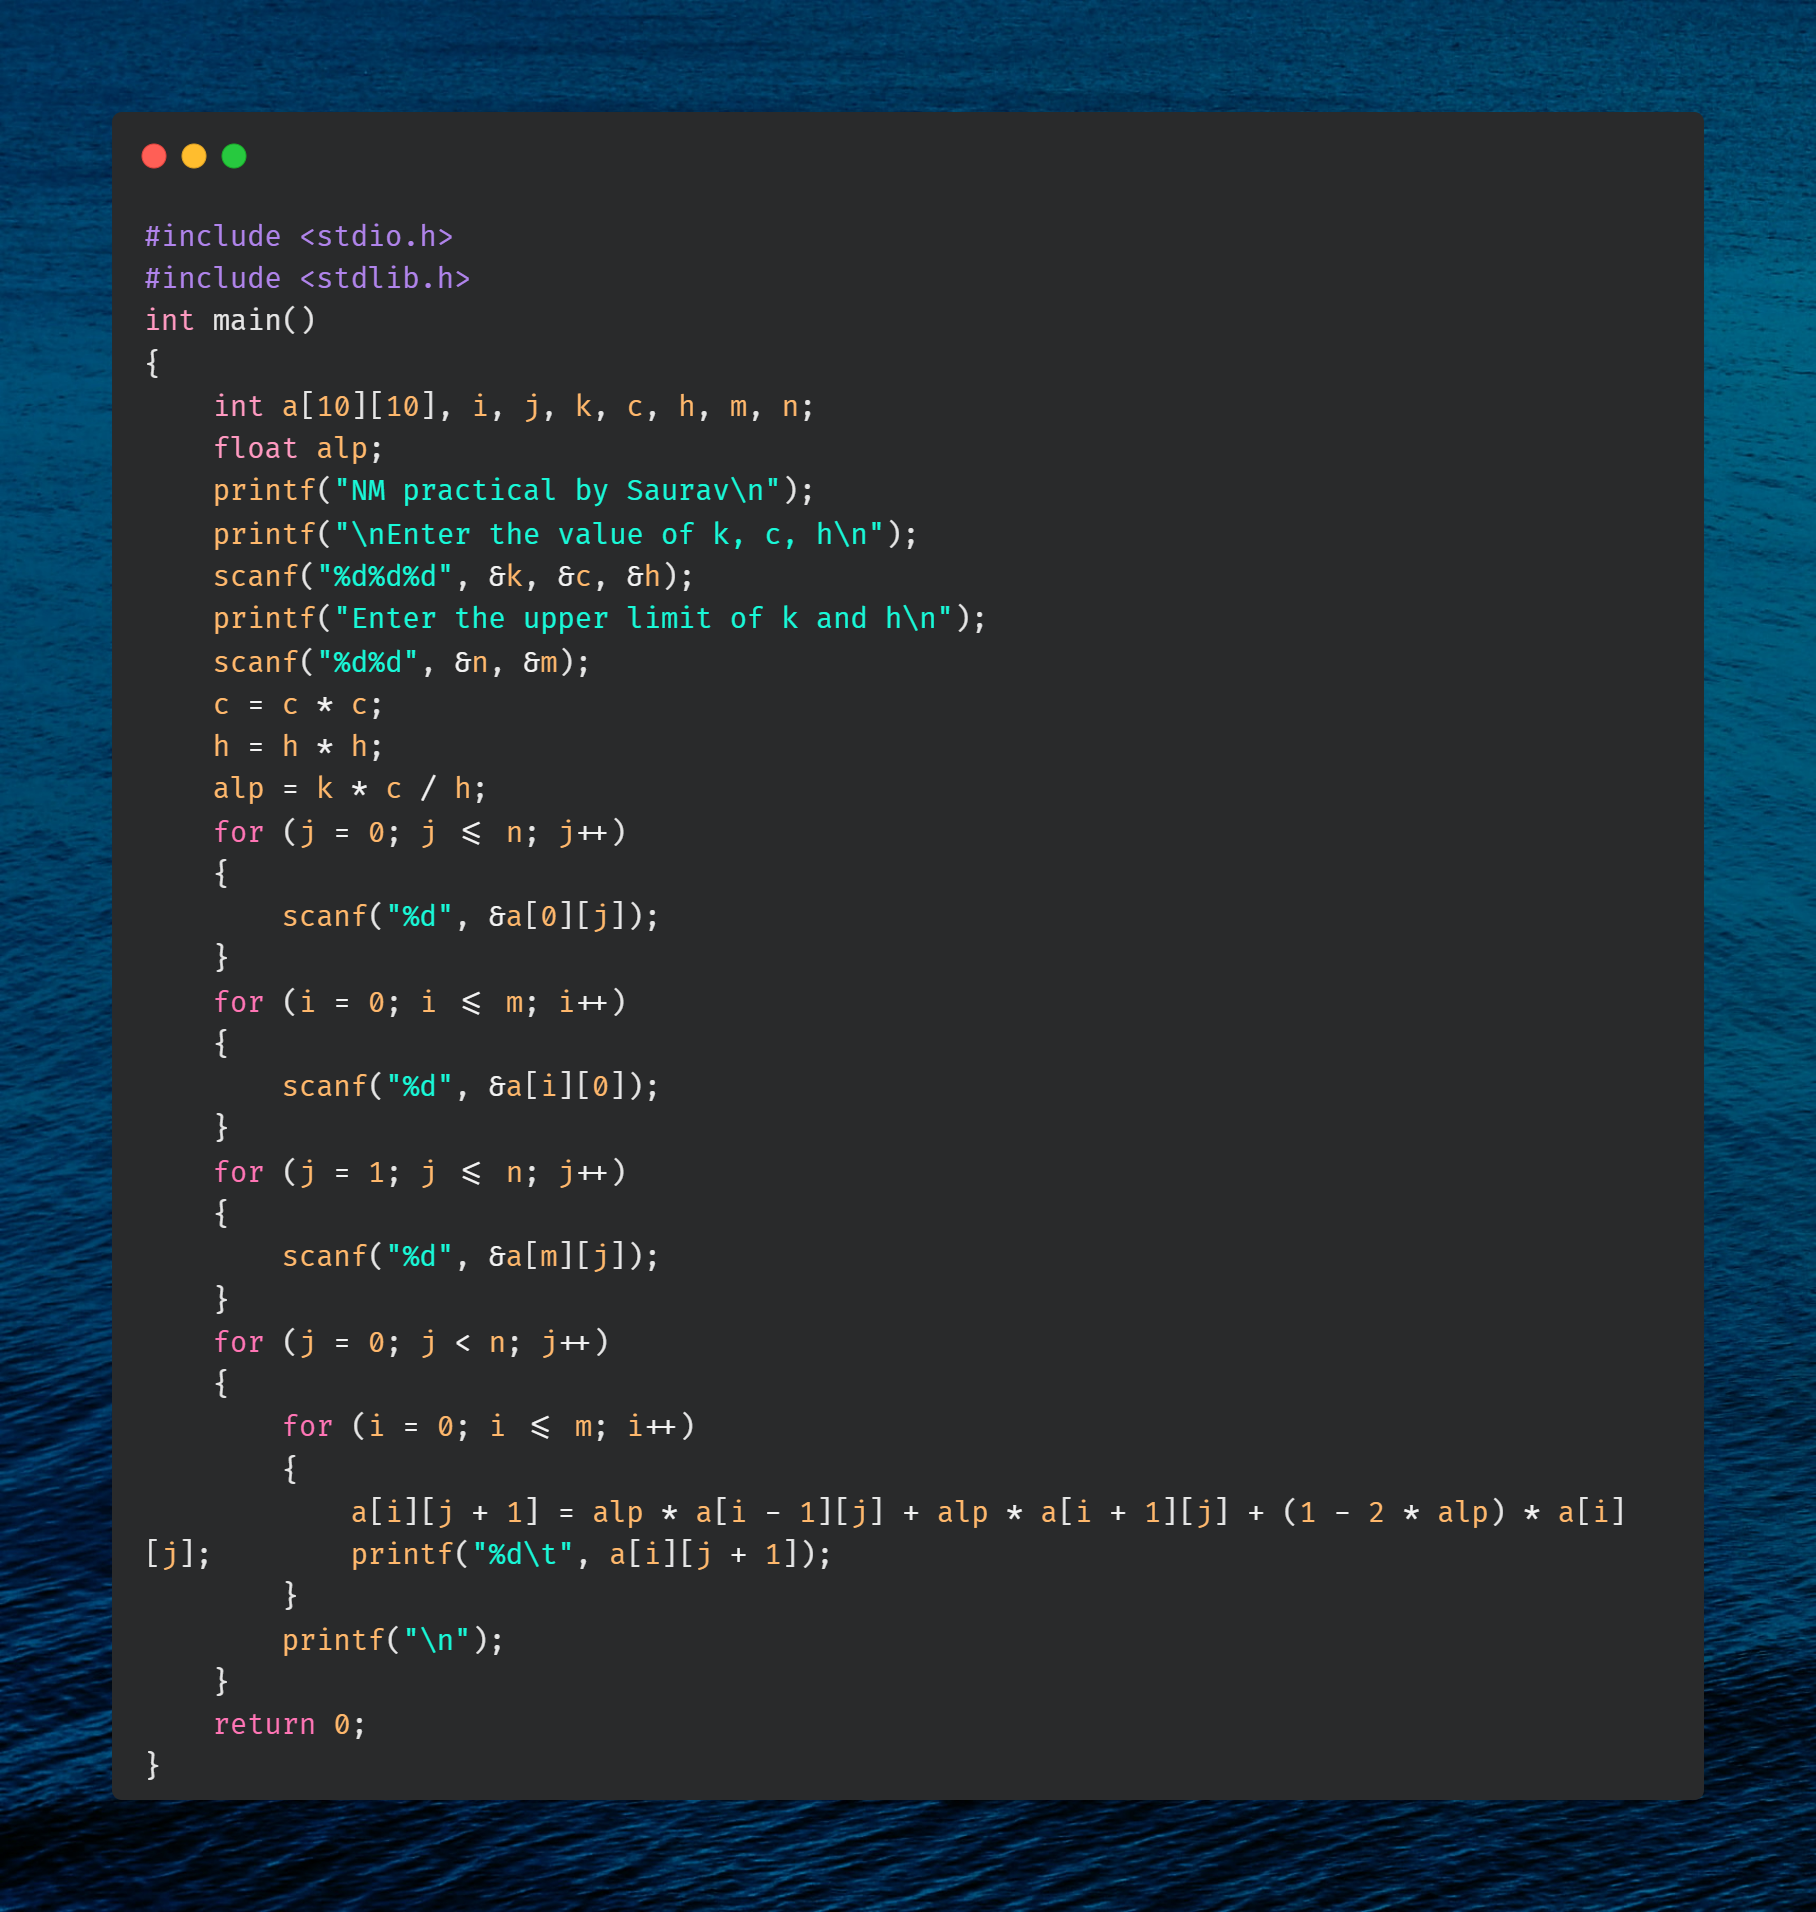 #include <stdio.h>
#include <stdlib.h>
int main()
{
    int a[10][10], i, j, k, c, h, m, n;
    float alp;
    printf("NM practical by Saurav\n");
    printf("\nEnter the value of k, c, h\n");
    scanf("%d%d%d", &k, &c, &h);
    printf("Enter the upper limit of k and h\n");
    scanf("%d%d", &n, &m);
    c = c * c;
    h = h * h;
    alp = k * c / h;
    for (j = 0; j <= n; j++)
    {
        scanf("%d", &a[0][j]);
    }
    for (i = 0; i <= m; i++)
    {
        scanf("%d", &a[i][0]);
    }
    for (j = 1; j <= n; j++)
    {
        scanf("%d", &a[m][j]);
    }
    for (j = 0; j < n; j++)
    {
        for (i = 0; i <= m; i++)
        {
            a[i][j + 1] = alp * a[i - 1][j] + alp * a[i + 1][j] + (1 - 2 * alp) * a[i]
[j];        printf("%d\t", a[i][j + 1]);
        }
        printf("\n");
    }
    return 0;
}